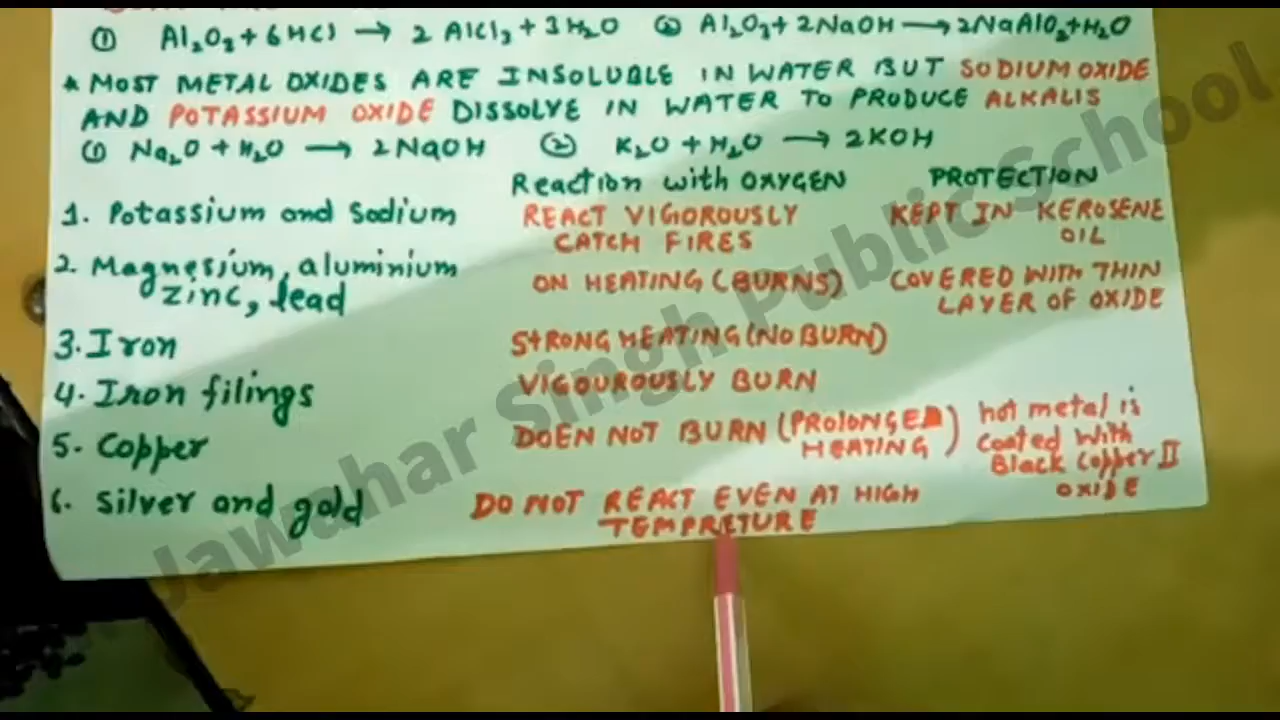 ① Al₂O₃ + 6HCl → 2 AlCl₃ + 3H₂O ② Al₂O₃ + 2NaOH → 2NaAlO₂ + H₂O
* MOST METAL OXIDES ARE INSOLUBLE IN WATER BUT SODIUM OXIDE
AND POTASSIUM OXIDE DISSOLVE IN WATER TO PRODUCE ALKALIS
① Na₂O + H₂O → 2NaOH ② K₂O + H₂O → 2KOH
Reaction with OXYGEN PROTECTION
1. Potassium and Sodium REACT VIGOROUSLY KEPT IN KEROSENE
CATCH FIRES OIL
2. Magnesium, aluminium ON HEATING (BURNS) COVERED WITH THIN
zinc, lead LAYER OF OXIDE
3. Iron STRONG HEATING (NO BURN)
4. Iron filings VIGOUROUSLY BURN
5. Copper DOEN NOT BURN (PROLONGED HEATING) hot metal is
coated with
Black Copper II
OXIDE
6. Silver and gold DO NOT REACT EVEN AT HIGH
TEMPRETURE
Jawahar Singh Public School